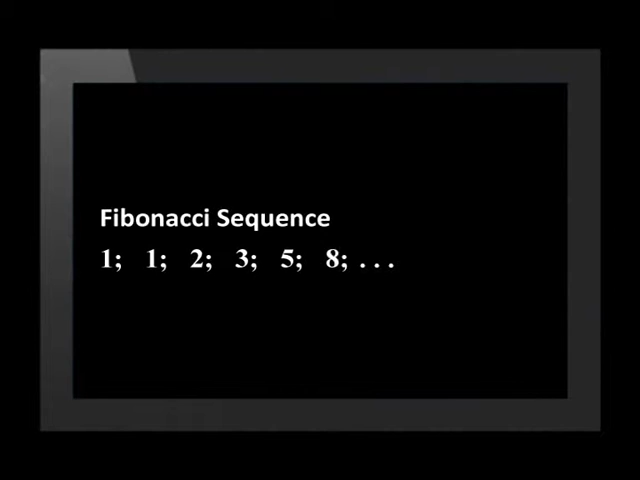 Fibonacci Sequence
1; 1; 2; 3; 5; 8; . . .